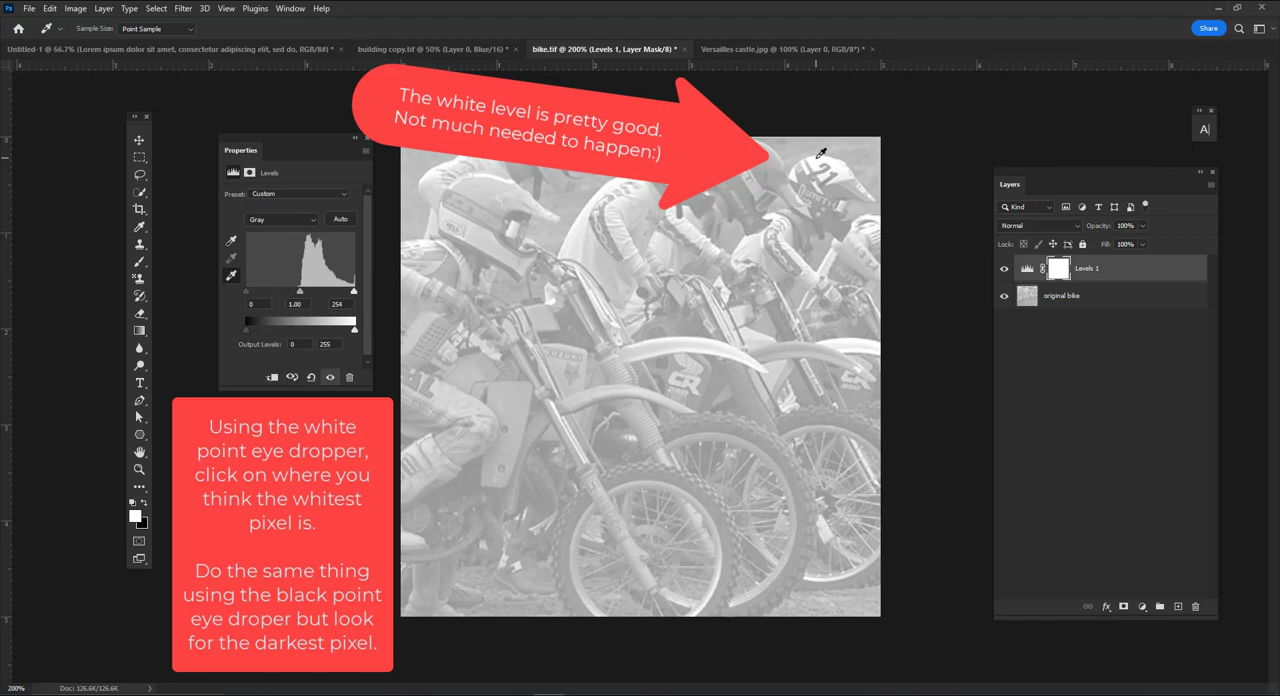 Ps File Edit Image Layer Type Select Filter 3D View Plugins Window Help
Sample Size: Point Sample
Share
Untitled-1 @ 66.7% (Lorem ipsum dolor sit amet, consectetur adipiscing elit, sed do, RGB/8#) * ×
building copy.tif @ 50% (Layer 0, Blue/16) * ×
bike.tif @ 200% (Levels 1, Layer Mask/8) * ×
Versailles castle.jpg @ 100% (Layer 0, RGB/8*) * ×
The white level is pretty good.
Not much needed to happen:)
Properties
Levels
Preset: Custom
Gray Auto
0 1.00 254
Output Levels: 0 255
Using the white
point eye dropper,
click on where you
think the whitest
pixel is.
Do the same thing
using the black point
eye droper but look
for the darkest pixel.
21
SUZUKI
CR
CR
A|
Layers
Kind
Normal Opacity: 100%
Lock: Fill: 100%
Levels 1
original bike
200% Doc: 126.6K/126.6K